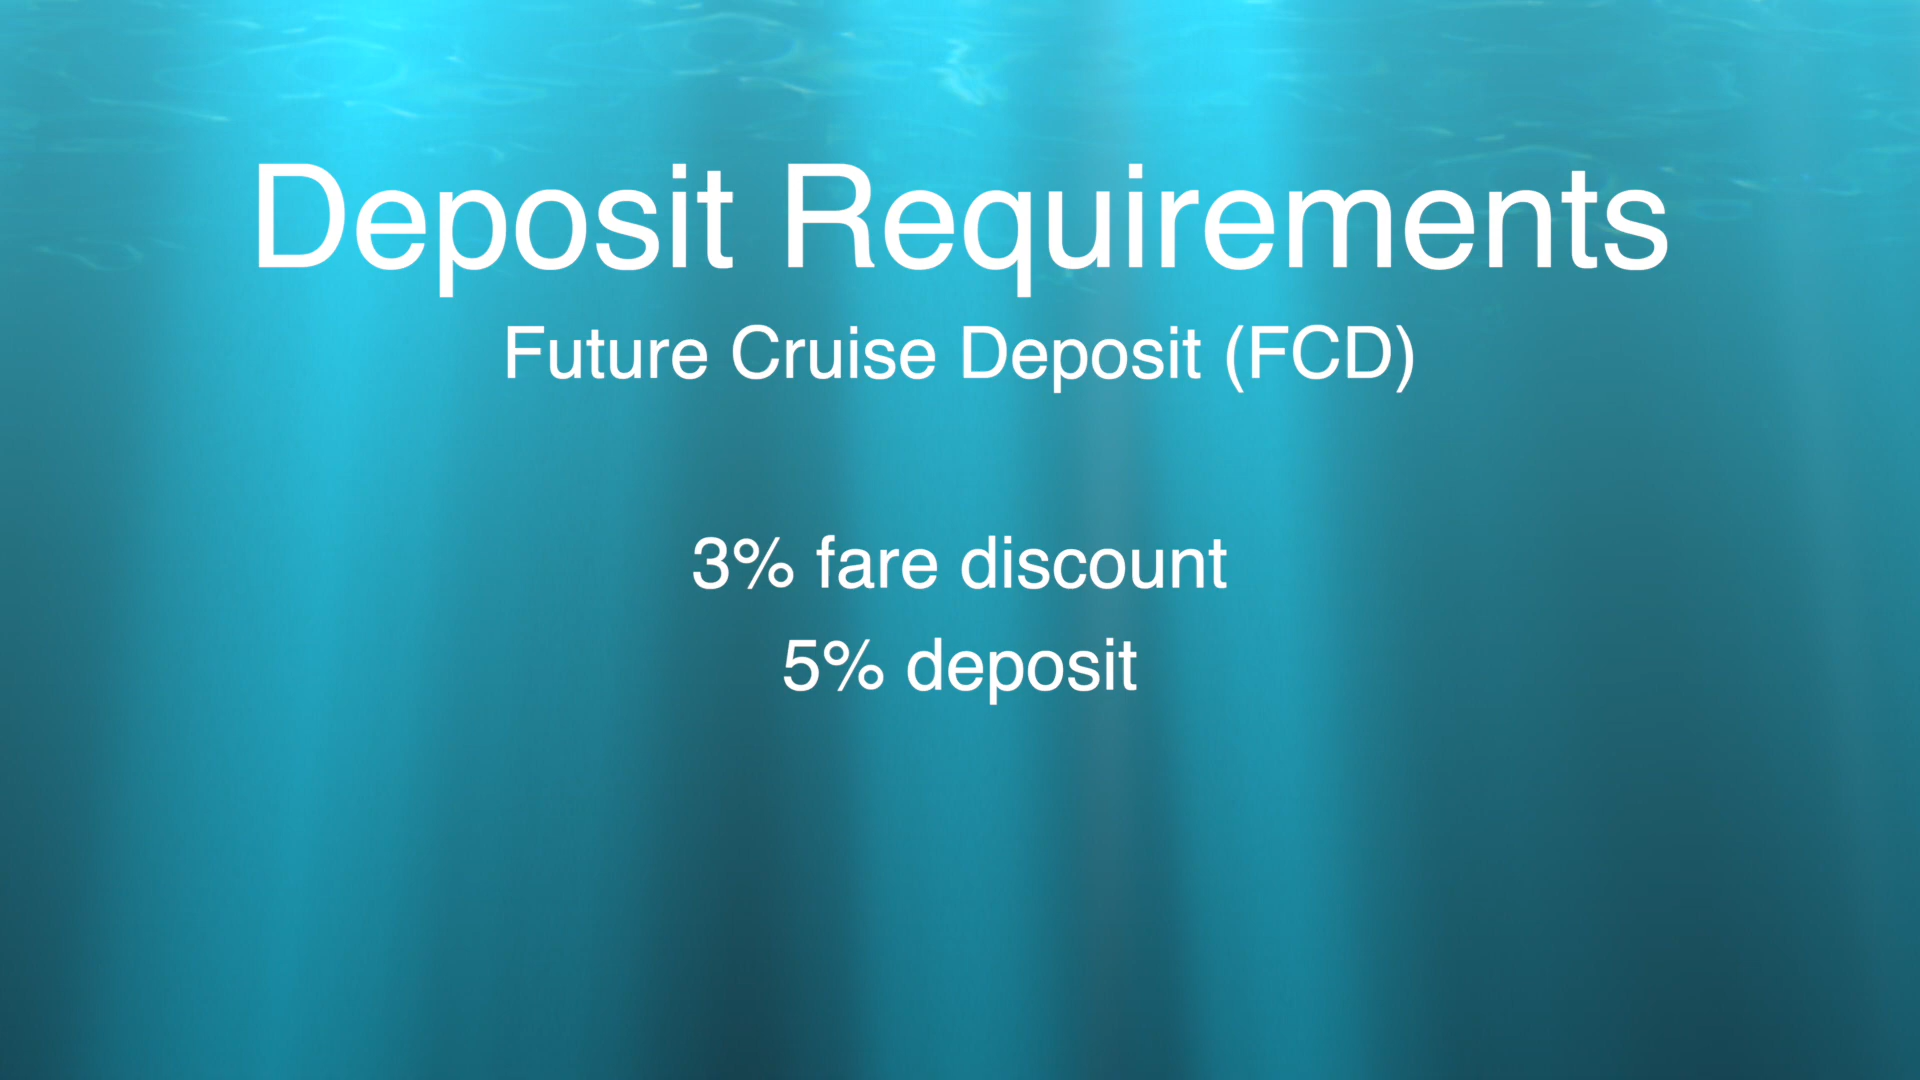 Deposit Requirements
Future Cruise Deposit (FCD)
3% fare discount
5% deposit